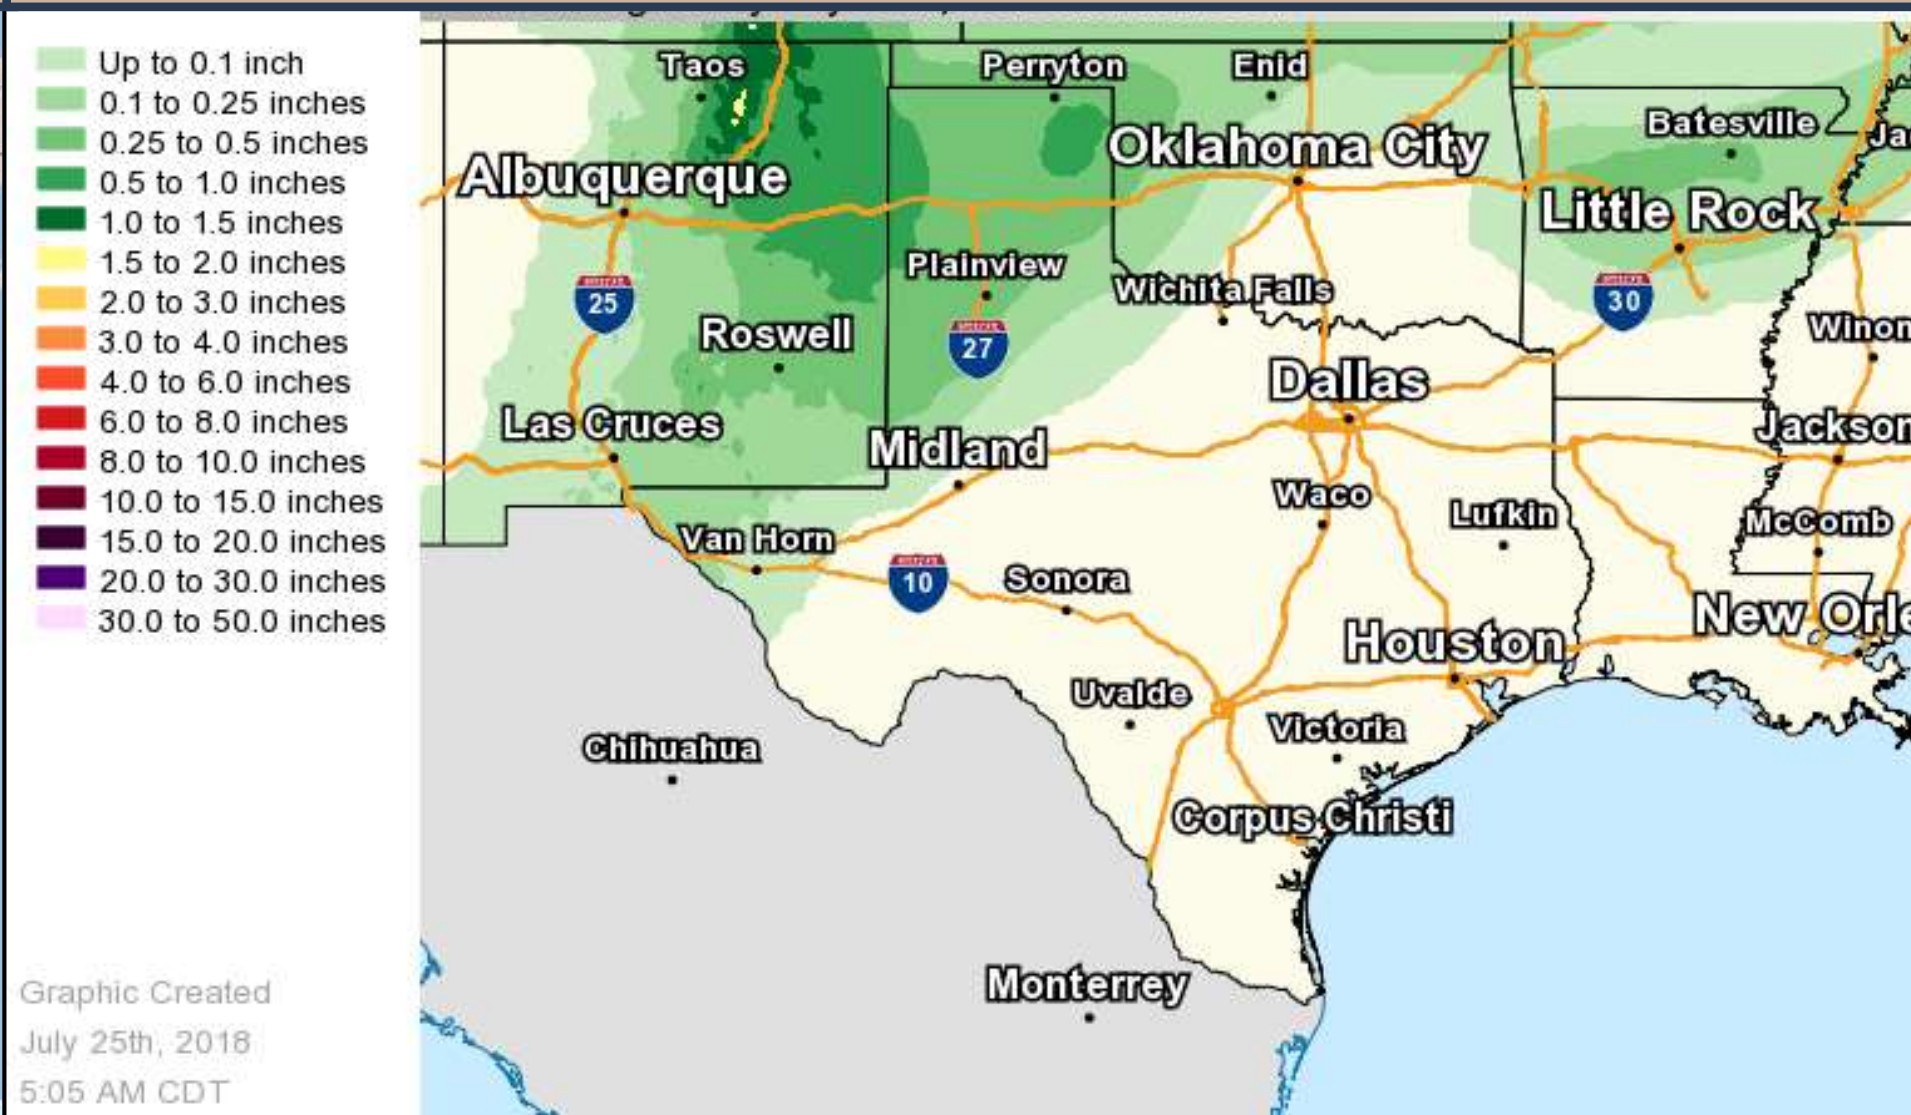 Up to 0.1 inch
0.1 to 0.25 inches
0.25 to 0.5 inches
0.5 to 1.0 inches
1.0 to 1.5 inches
1.5 to 2.0 inches
2.0 to 3.0 inches
3.0 to 4.0 inches
4.0 to 6.0 inches
6.0 to 8.0 inches
8.0 to 10.0 inches
10.0 to 15.0 inches
15.0 to 20.0 inches
20.0 to 30.0 inches
30.0 to 50.0 inches
Graphic Created
July 25th, 2018
5:05 AM CDT
Taos
Perryton
Enid
Batesville
Ja
Oklahoma City
Albuquerque
Little Rock
Plainview
Wichita Falls
25
30
Roswell
27
Winon
Dallas
Las Cruces
Midland
Jackson
Waco
Lufkin
McComb
Van Horn
10
Sonora
New Orle
Houston
Uvalde
Victoria
Chihuahua
Corpus Christi
Monterrey